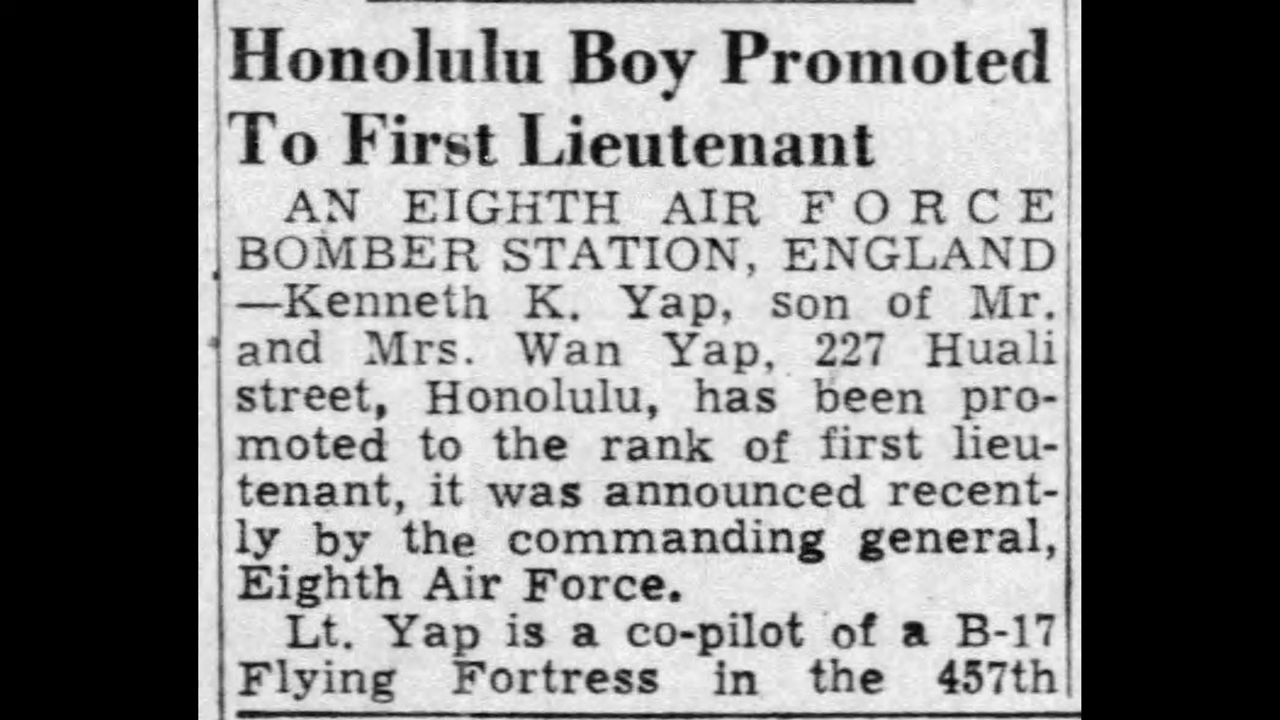 Honolulu Boy Promoted
To First Lieutenant
AN EIGHTH AIR FORCE
BOMBER STATION, ENGLAND
—Kenneth K. Yap, son of Mr.
and Mrs. Wan Yap, 227 Huali
street, Honolulu, has been pro-
moted to the rank of first lieu-
tenant, it was announced recent-
ly by the commanding general,
Eighth Air Force.
Lt. Yap is a co-pilot of a B-17
Flying Fortress in the 457th